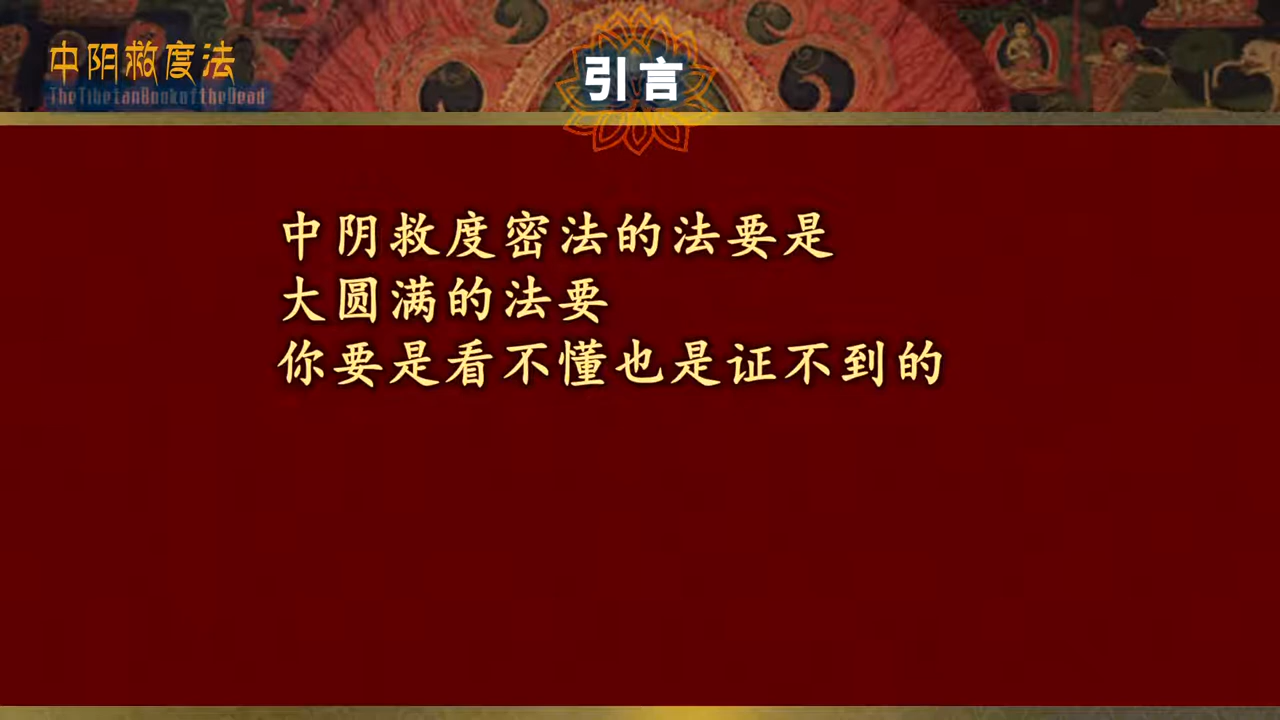 中阴救度法
TheTibetanBookoftheDead
引言
中阴救度密法的法要是
大圆满的法要
你要是看不懂也是证不到的